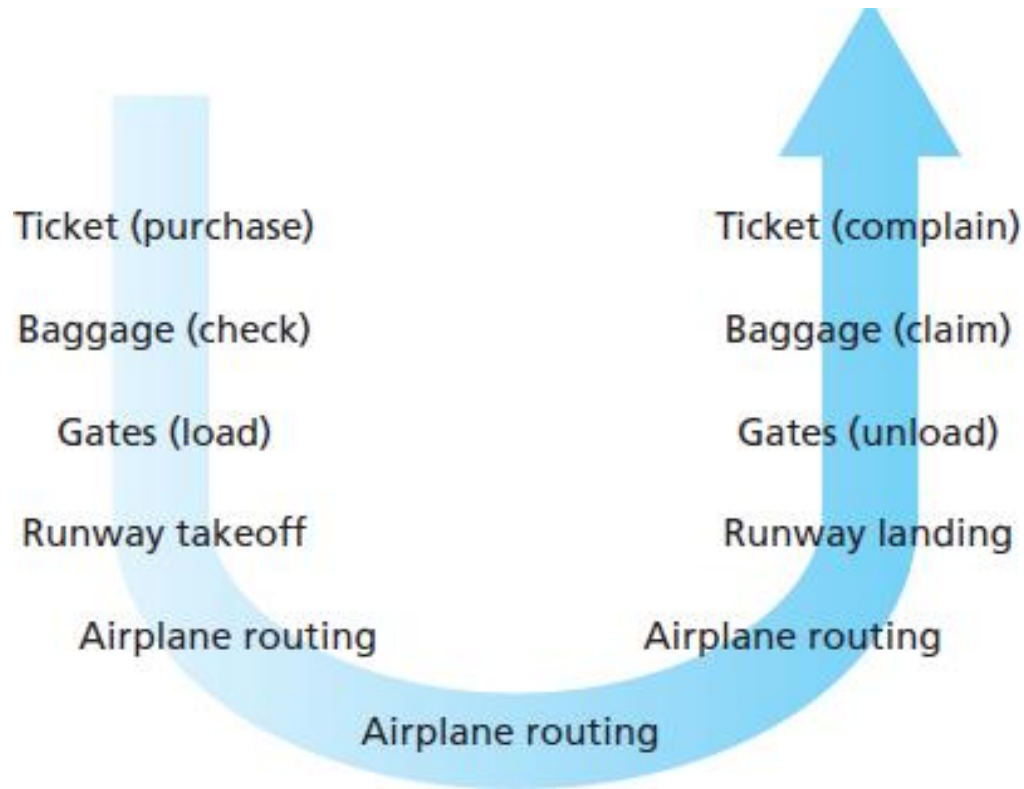 Ticket (purchase)
Baggage (check)
Gates (load)
Runway takeoff
Airplane routing
Airplane routing
Airplane routing
Runway landing
Gates (unload)
Baggage (claim)
Ticket (complain)